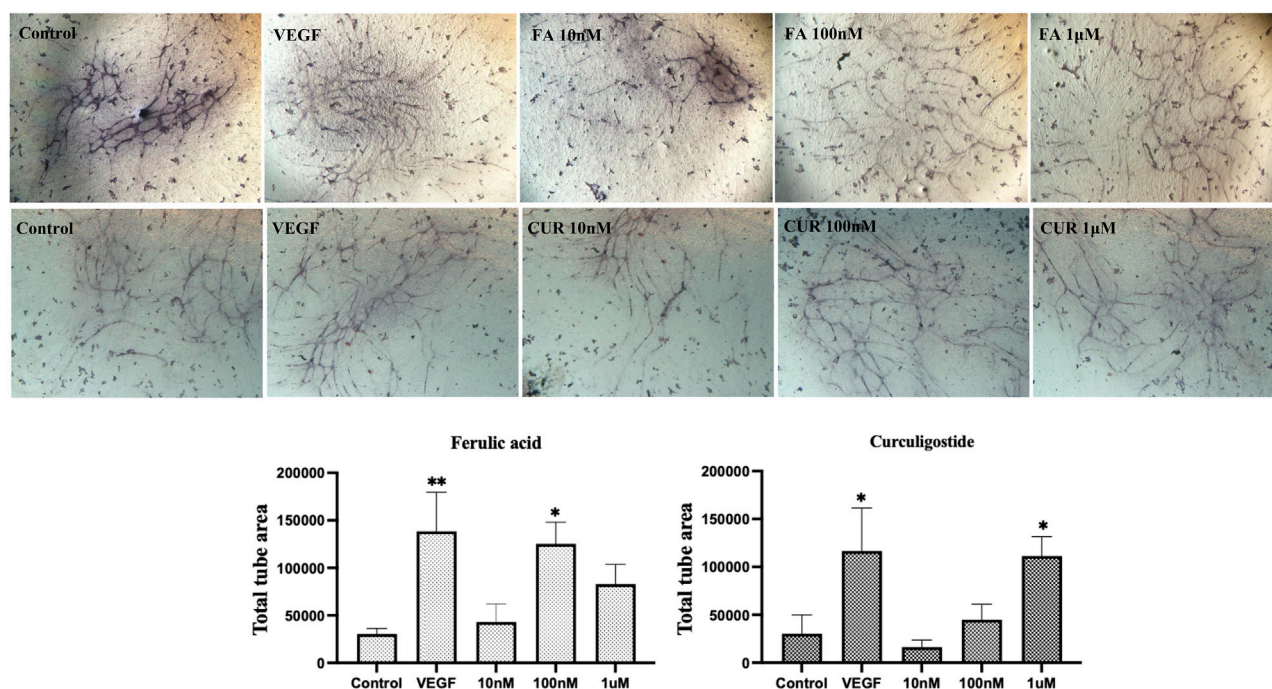 Control VEGF FA 10nM FA 100nM FA 1µM
Control VEGF CUR 10nM CUR 100nM CUR 1µM
Ferulic acid
Total tube area
200000
150000
100000
50000
0
**
*
Control VEGF 10nM 100nM 1uM
Curculigostide
Total tube area
200000
150000
100000
50000
0
*
*
Control VEGF 10nM 100nM 1uM